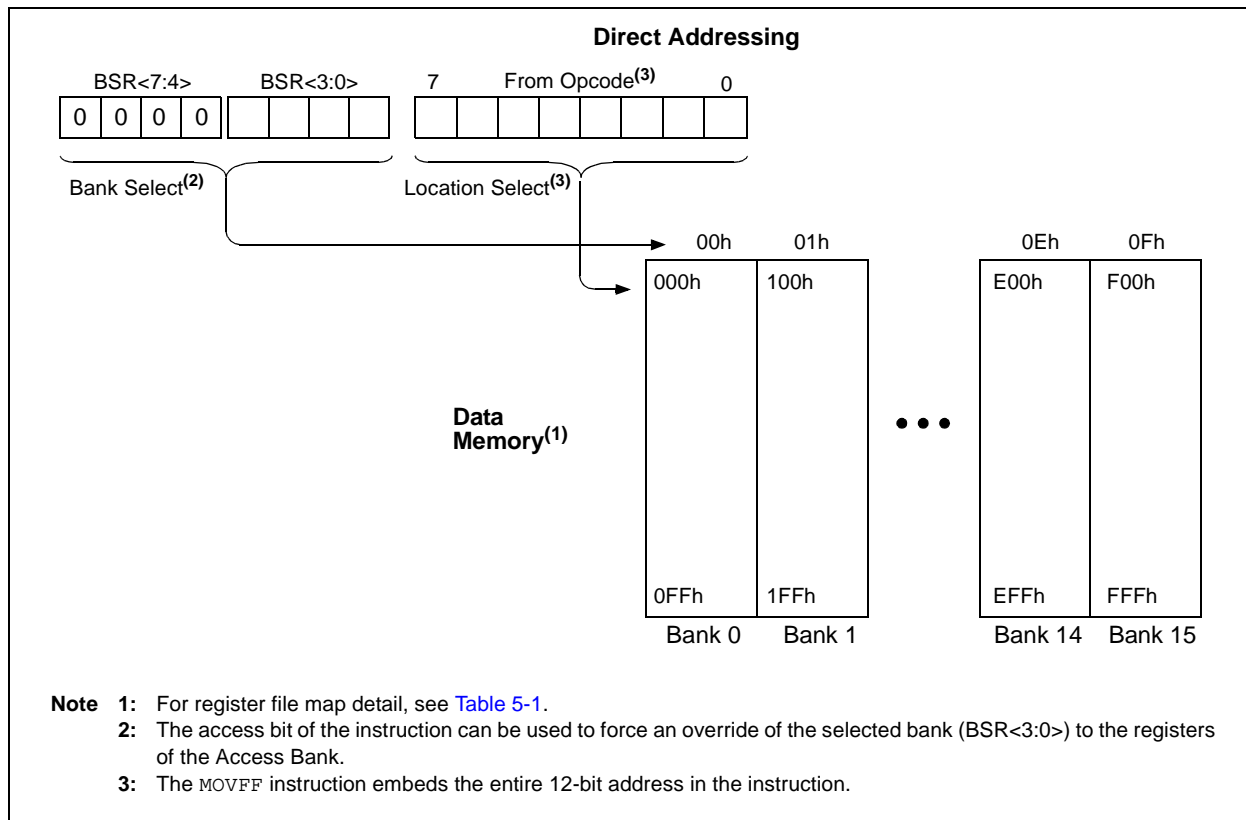 Direct Addressing
BSR<7:4> BSR<3:0> 7 From Opcode(3) 0
0 0 0 0
Bank Select(2) Location Select(3)
00h 01h 0Eh 0Fh
000h 100h E00h F00h
Data
Memory(1)
0FFh 1FFh EFFh FFFh
Bank 0 Bank 1 Bank 14 Bank 15
Note 1: For register file map detail, see Table 5-1.
2: The access bit of the instruction can be used to force an override of the selected bank (BSR<3:0>) to the registers
of the Access Bank.
3: The MOVFF instruction embeds the entire 12-bit address in the instruction.